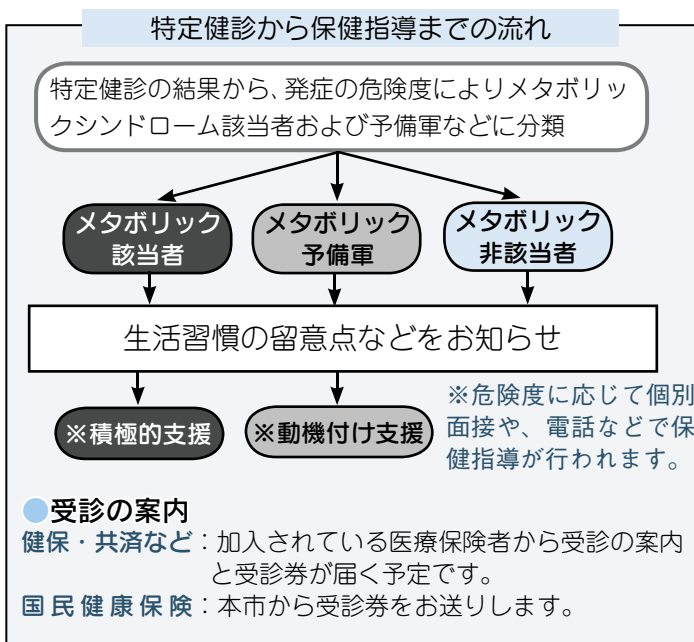 特定健診から保健指導までの流れ
特定健診の結果から、発症の危険度によりメタボリッ
クシンドローム該当者および予備軍などに分類
メタボリック
該当者
メタボリック
予備軍
メタボリック
非該当者
生活習慣の留意点などをお知らせ
※積極的支援
※動機付け支援
※危険度に応じて個別
面接や、電話などで保
健指導が行われます。
●受診の案内
健保・共済など：加入されている医療保険者から受診の案内
と受診券が届く予定です。
国民健康保険：本市から受診券をお送りします。